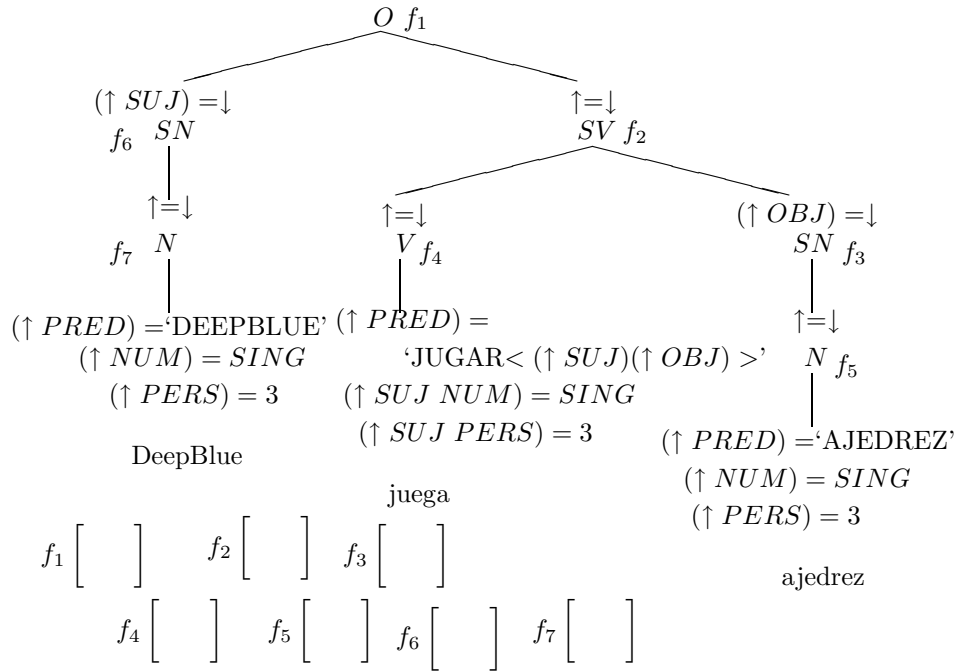 O f1
(↑ SUJ) =↓ ↑=↓
f6 SN SV f2
↑=↓ ↑=↓ (↑ OBJ) =↓
f7 N V f4 SN f3
(↑ PRED) =‘DEEPBLUE’ (↑ PRED) = ↑=↓
(↑ NUM) = SING ‘JUGAR< (↑ SUJ)(↑ OBJ) >’ N f5
(↑ PERS) = 3 (↑ SUJ NUM) = SING
(↑ SUJ PERS) = 3 (↑ PRED) =‘AJEDREZ’
DeepBlue (↑ NUM) = SING
juega (↑ PERS) = 3
f1 [ ] f2 [ ] f3 [ ]
ajedrez
f4 [ ] f5 [ ] f6 [ ] f7 [ ]